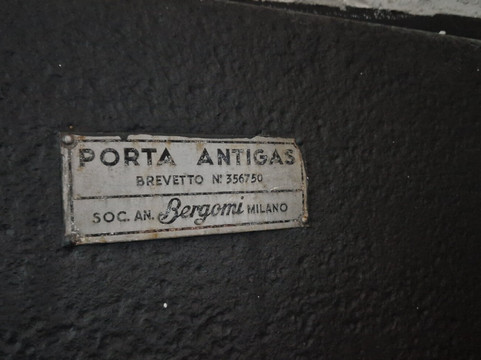 PORTA ANTIGAS
BREVETTO N: 356750
SOC. AN. Bergomi MILANO